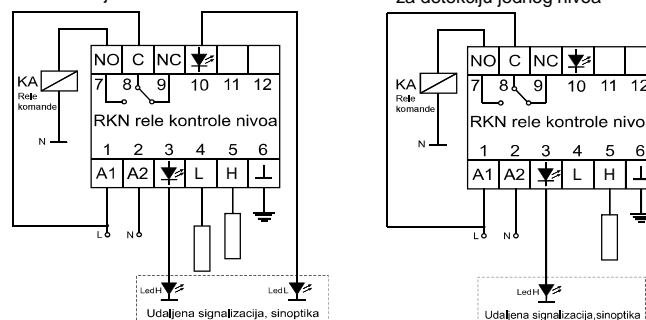 za detekciju jednog nivoa
NO C NC
7 8 9 10 11 12
KA
Rele
komande
N
RKN rele kontrole nivoa
1 2 3 4 5 6
A1 A2 L H
L N
LedH LedL
Udaljena signalizacija, sinoptika
NO C NC
7 8 9 10 11 12
KA
Rele
komande
N
RKN rele kontrole nivoa
1 2 3 4 5 6
A1 A2 L H
L N
LedH
Udaljena signalizacija,sinoptika